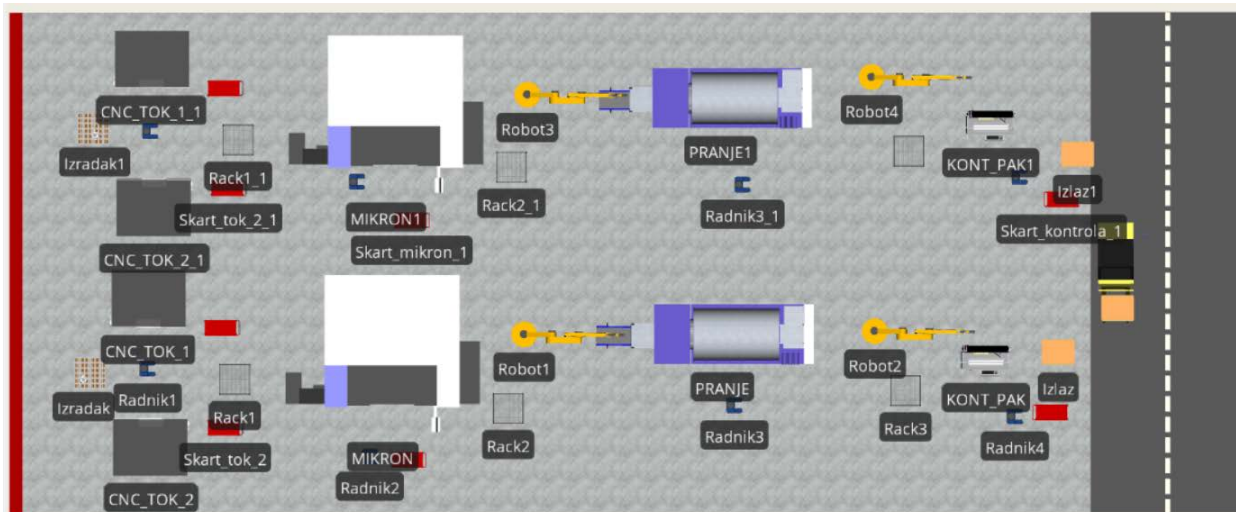 CNC_TOK_1_1
Robot4
Robot3
PRANJE1
KONT_PAK1
Izradak1
Rack1_1
Izlaz1
Rack2_1
Skart_tok_2_1
MIKRON1
Radnik3_1
Skart_kontrola_1
Skart_mikron_1
CNC_TOK_2_1
CNC_TOK_1
Robot1
Robot2
PRANJE
Izlaz
Radnik1
KONT_PAK
Izradak
Rack1
Rack3
Radnik3
Rack2
Radnik4
Skart_tok_2
MIKRON
Radnik2
CNC_TOK_2